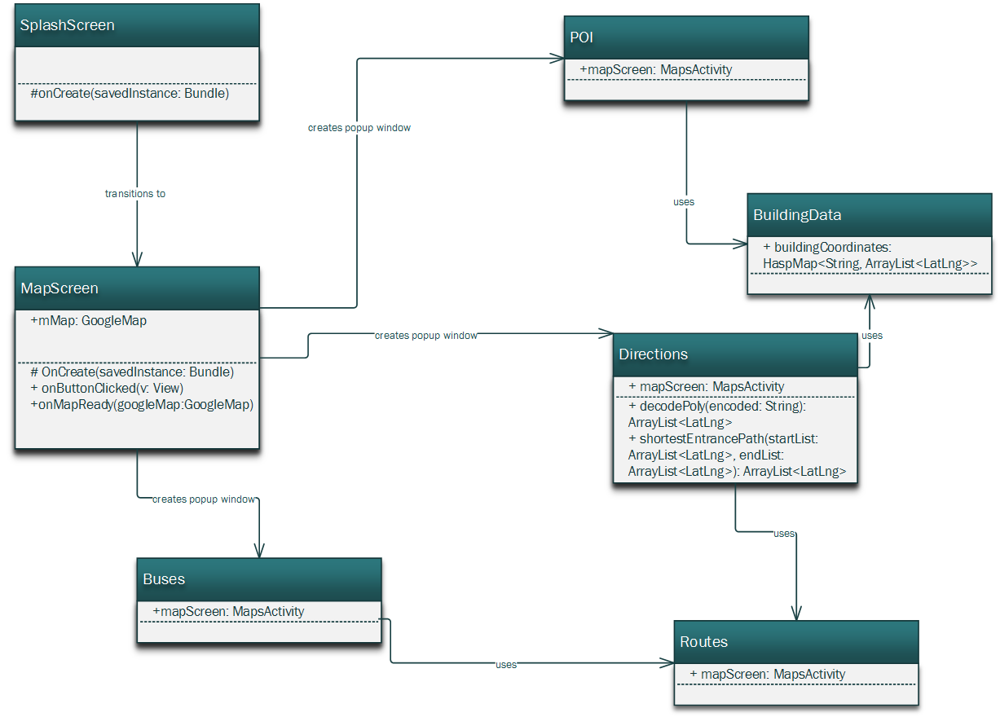 SplashScreen
#onCreate(savedInstance: Bundle)
transitions to
MapScreen
+mMap: GoogleMap
# OnCreate(savedInstance: Bundle)
+ onButtonClicked(v: View)
+onMapReady(googleMap:GoogleMap)
creates popup window
POI
+mapScreen: MapsActivity
uses
BuildingData
+ buildingCoordinates:
HaspMap<String, ArrayList<LatLng>>
creates popup window
Directions
+ mapScreen: MapsActivity
+ decodePoly(encoded: String):
ArrayList<LatLng>
+ shortestEntrancePath(startList:
ArrayList<LatLng>, endList:
ArrayList<LatLng>): ArrayList<LatLng>
uses
creates popup window
Buses
+mapScreen: MapsActivity
uses
uses
Routes
+ mapScreen: MapsActivity